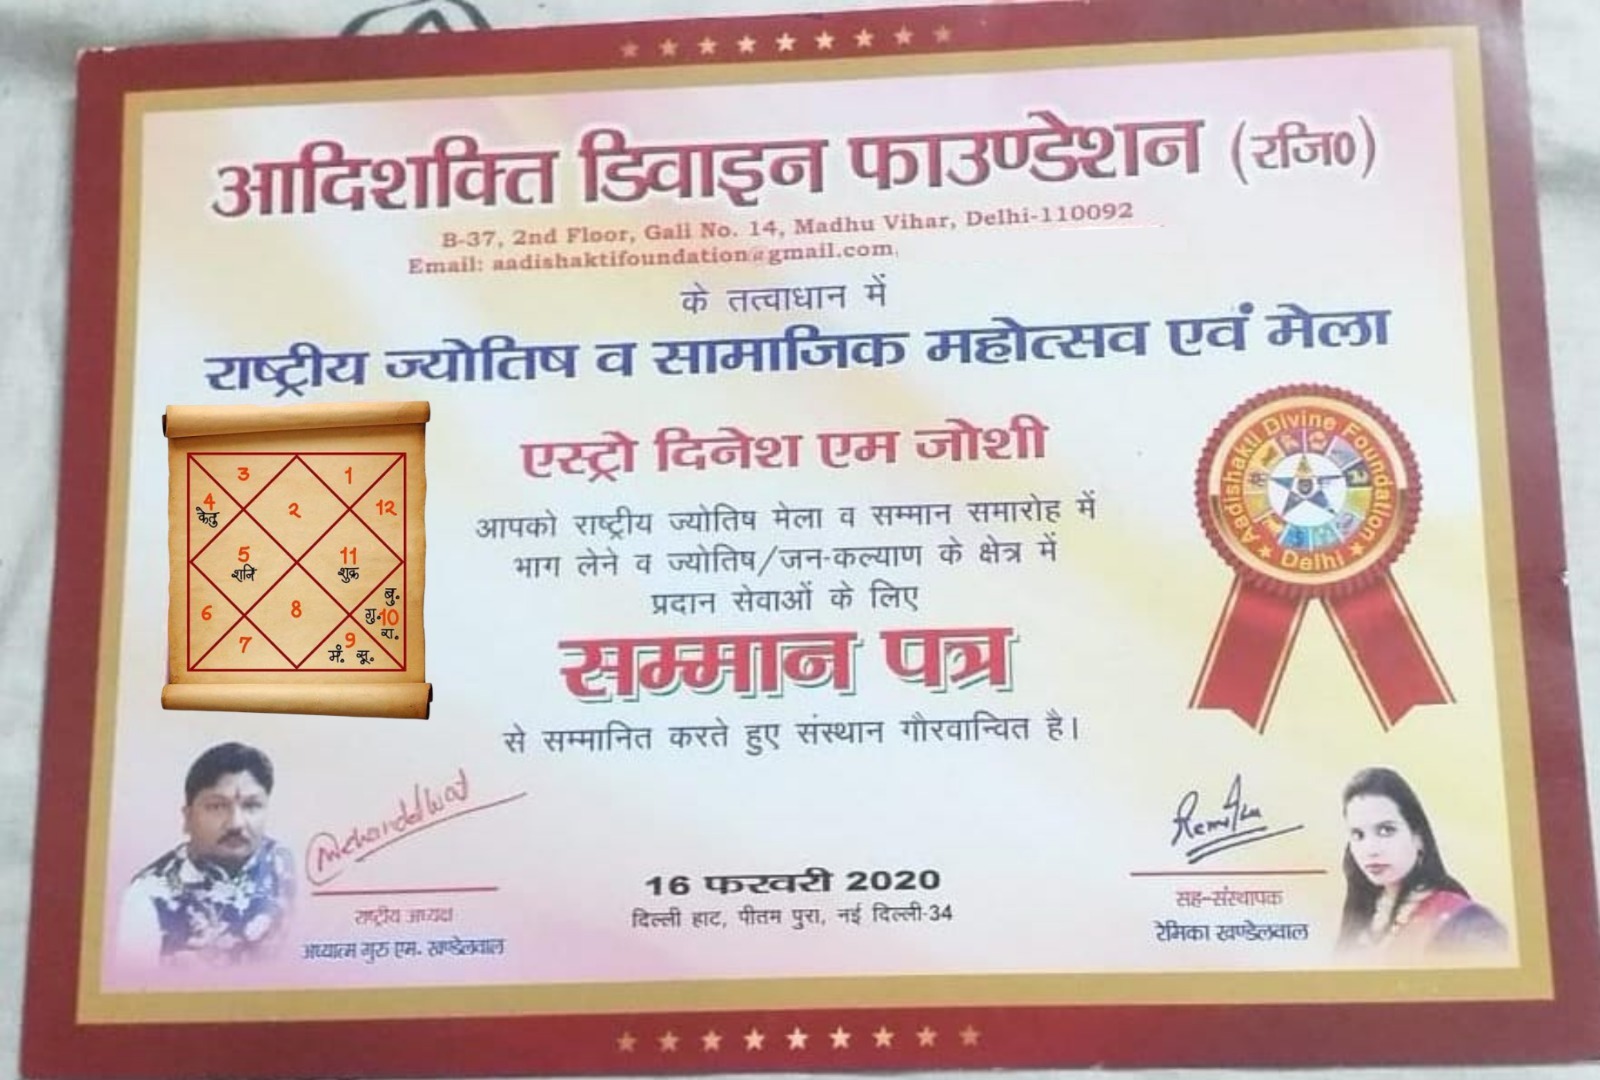 आदिशक्ति डिवाइन फाउण्डेशन (रजि०)
B-37, 2nd Floor, Gali No. 14, Madhu Vihar, Delhi-110092
Email: aadishaktifoundation@gmail.com,
के तत्वाधान में
राष्ट्रीय ज्योतिष व सामाजिक महोत्सव एवं मेला
एस्ट्रो दिनेश एम जोशी
आपको राष्ट्रीय ज्योतिष मेला व सम्मान समारोह में
भाग लेने व ज्योतिष/जन-कल्याण के क्षेत्र में
प्रदान सेवाओं के लिए
सम्मान पत्र
से सम्मानित करते हुए संस्थान गौरवान्वित है।
3 1
4 2 12
केतु
5 11
शनि शुक्र
बु.
6 8 गु. 10
रा.
7 9
मं. सू.
Aadishakti Divine Foundation
★ Delhi ★
Mkhandelwal
राष्ट्रीय अध्यक्ष
अध्यात्म गुरु एम. खण्डेलवाल
16 फरवरी 2020
दिल्ली हाट, पीतम पुरा, नई दिल्ली-34
Remika
सह-संस्थापक
रेमिका खण्डेलवाल